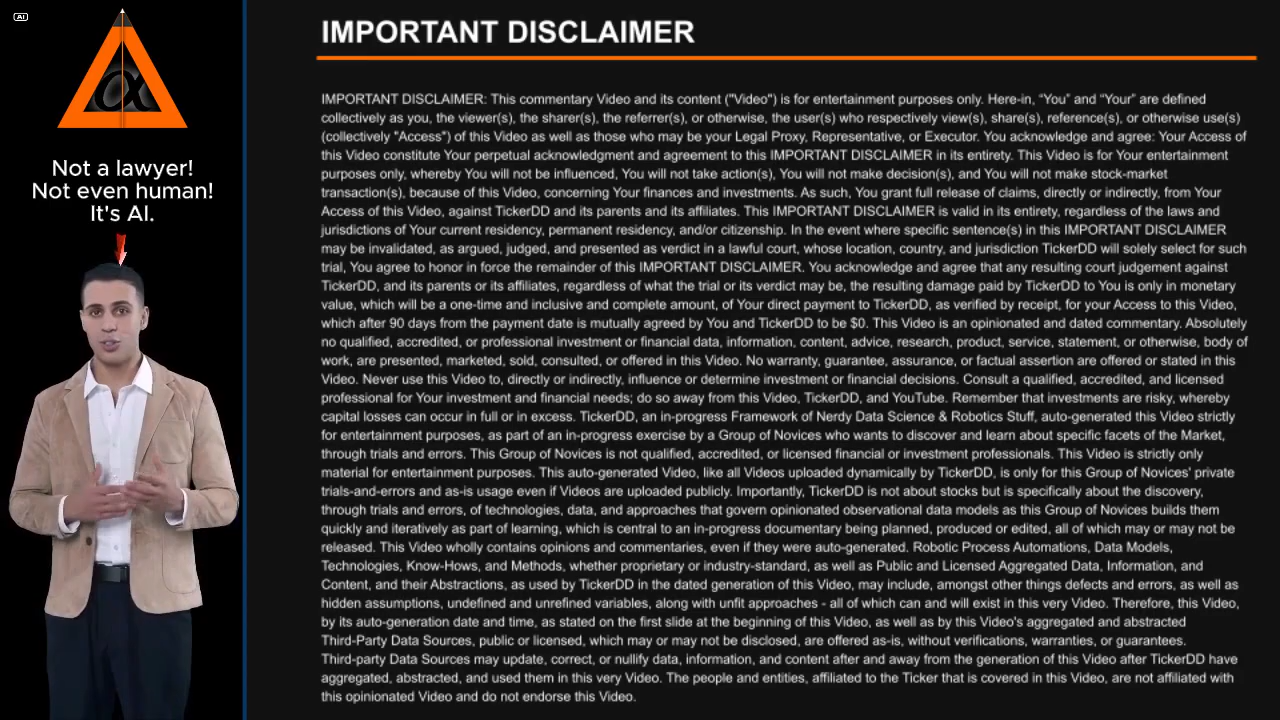 AI
α
Not a lawyer!
Not even human!
It's AI.
IMPORTANT DISCLAIMER
IMPORTANT DISCLAIMER: This commentary Video and its content ("Video") is for entertainment purposes only. Here-in, “You” and “Your” are defined
collectively as you, the viewer(s), the sharer(s), the referrer(s), or otherwise, the user(s) who respectively view(s), share(s), reference(s), or otherwise use(s)
(collectively "Access") of this Video as well as those who may be your Legal Proxy, Representative, or Executor. You acknowledge and agree: Your Access of
this Video constitute Your perpetual acknowledgment and agreement to this IMPORTANT DISCLAIMER in its entirety. This Video is for Your entertainment
purposes only, whereby You will not be influenced, You will not take action(s), You will not make decision(s), and You will not make stock-market
transaction(s), because of this Video, concerning Your finances and investments. As such, You grant full release of claims, directly or indirectly, from Your
Access of this Video, against TickerDD and its parents and its affiliates. This IMPORTANT DISCLAIMER is valid in its entirety, regardless of the laws and
jurisdictions of Your current residency, permanent residency, and/or citizenship. In the event where specific sentence(s) in this IMPORTANT DISCLAIMER
may be invalidated, as argued, judged, and presented as verdict in a lawful court, whose location, country, and jurisdiction TickerDD will solely select for such
trial, You agree to honor in force the remainder of this IMPORTANT DISCLAIMER. You acknowledge and agree that any resulting court judgement against
TickerDD, and its parents or its affiliates, regardless of what the trial or its verdict may be, the resulting damage paid by TickerDD to You is only in monetary
value, which will be a one-time and inclusive and complete amount, of Your direct payment to TickerDD, as verified by receipt, for your Access to this Video,
which after 90 days from the payment date is mutually agreed by You and TickerDD to be $0. This Video is an opinionated and dated commentary. Absolutely
no qualified, accredited, or professional investment or financial data, information, content, advice, research, product, service, statement, or otherwise, body of
work, are presented, marketed, sold, consulted, or offered in this Video. No warranty, guarantee, assurance, or factual assertion are offered or stated in this
Video. Never use this Video to, directly or indirectly, influence or determine investment or financial decisions. Consult a qualified, accredited, and licensed
professional for Your investment and financial needs; do so away from this Video, TickerDD, and YouTube. Remember that investments are risky, whereby
capital losses can occur in full or in excess. TickerDD, an in-progress Framework of Nerdy Data Science & Robotics Stuff, auto-generated this Video strictly
for entertainment purposes, as part of an in-progress exercise by a Group of Novices who wants to discover and learn about specific facets of the Market,
through trials and errors. This Group of Novices is not qualified, accredited, or licensed financial or investment professionals. This Video is strictly only
material for entertainment purposes. This auto-generated Video, like all Videos uploaded dynamically by TickerDD, is only for this Group of Novices' private
trials-and-errors and as-is usage even if Videos are uploaded publicly. Importantly, TickerDD is not about stocks but is specifically about the discovery,
through trials and errors, of technologies, data, and approaches that govern opinionated observational data models as this Group of Novices builds them
quickly and iteratively as part of learning, which is central to an in-progress documentary being planned, produced or edited, all of which may or may not be
released. This Video wholly contains opinions and commentaries, even if they were auto-generated. Robotic Process Automations, Data Models,
Technologies, Know-Hows, and Methods, whether proprietary or industry-standard, as well as Public and Licensed Aggregated Data, Information, and
Content, and their Abstractions, as used by TickerDD in the dated generation of this Video, may include, amongst other things defects and errors, as well as
hidden assumptions, undefined and unrefined variables, along with unfit approaches - all of which can and will exist in this very Video. Therefore, this Video,
by its auto-generation date and time, as stated on the first slide at the beginning of this Video, as well as by this Video's aggregated and abstracted
Third-Party Data Sources, public or licensed, which may or may not be disclosed, are offered as-is, without verifications, warranties, or guarantees.
Third-party Data Sources may update, correct, or nullify data, information, and content after and away from the generation of this Video after TickerDD have
aggregated, abstracted, and used them in this very Video. The people and entities, affiliated to the Ticker that is covered in this Video, are not affiliated with
this opinionated Video and do not endorse this Video.